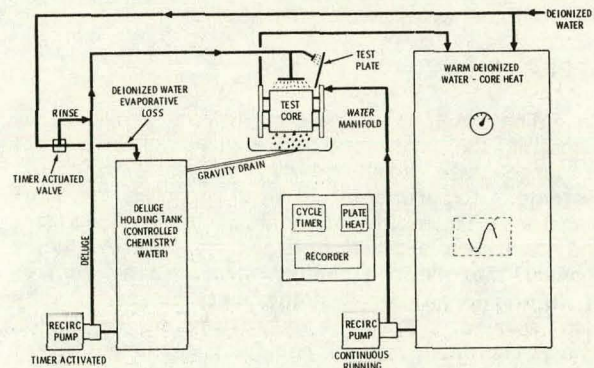 DEIONIZED
WATER
TEST
PLATE
WARM DEIONIZED
WATER - CORE HEAT
DEIONIZED WATER
EVAPORATIVE
LOSS
RINSE
TEST
CORE
WATER
MANIFOLD
TIMER ACTUATED
VALVE
GRAVITY DRAIN
DELUGE
HOLDING TANK
(CONTROLLED
CHEMISTRY
WATER)
DELUGE
CYCLE
TIMER
PLATE
HEAT
RECORDER
RECIRC
PUMP
TIMER ACTIVATED
RECIRC
PUMP
CONTINUOUS
RUNNING